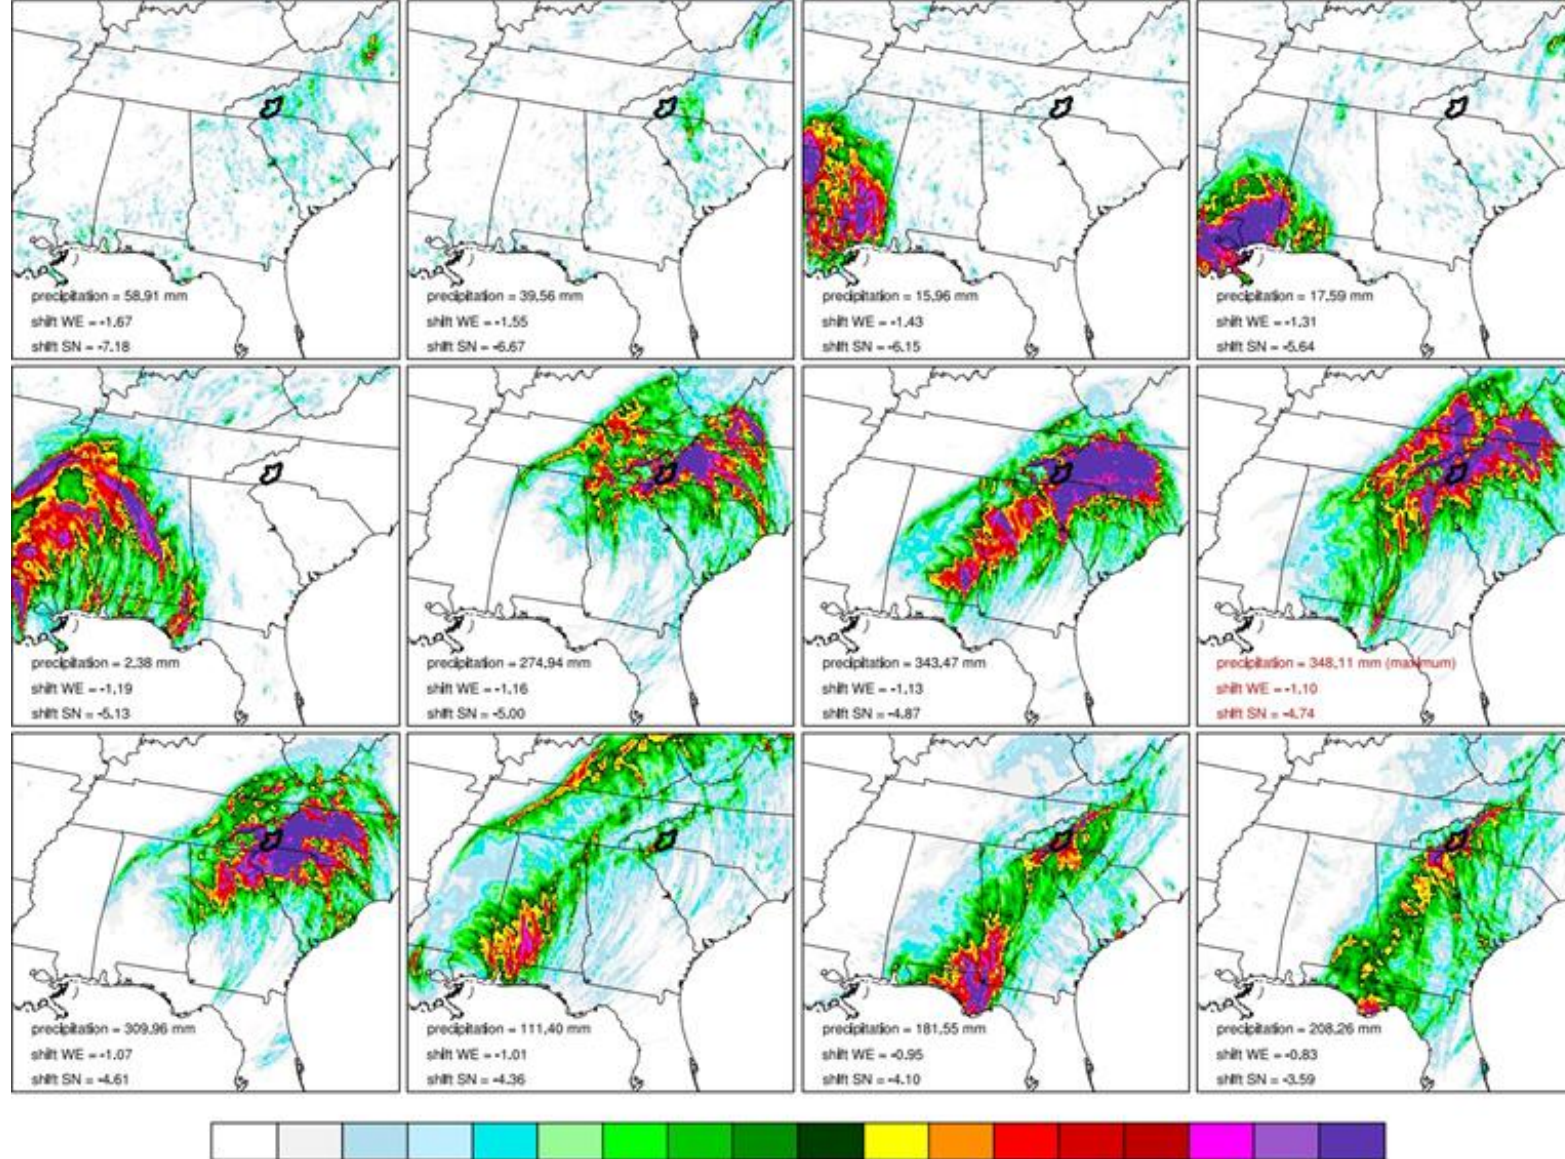 precipitation = 58.91 mm
shift WE = -1.67
shift SN = -7.18
precipitation = 39.56 mm
shift WE = -1.55
shift SN = -6.67
precipitation = 15.96 mm
shift WE = -1.43
shift SN = -6.15
precipitation = 17.59 mm
shift WE = -1.31
shift SN = -5.64
precipitation = 2.38 mm
shift WE = -1.19
shift SN = -5.13
precipitation = 274.94 mm
shift WE = -1.16
shift SN = -5.00
precipitation = 343.47 mm
shift WE = -1.13
shift SN = -4.87
precipitation = 348.11 mm (maximum)
shift WE = -1.10
shift SN = -4.74
precipitation = 309.96 mm
shift WE = -1.07
shift SN = -4.61
precipitation = 111.40 mm
shift WE = -1.01
shift SN = -4.36
precipitation = 181.55 mm
shift WE = -0.95
shift SN = -4.10
precipitation = 208.26 mm
shift WE = -0.83
shift SN = -3.59